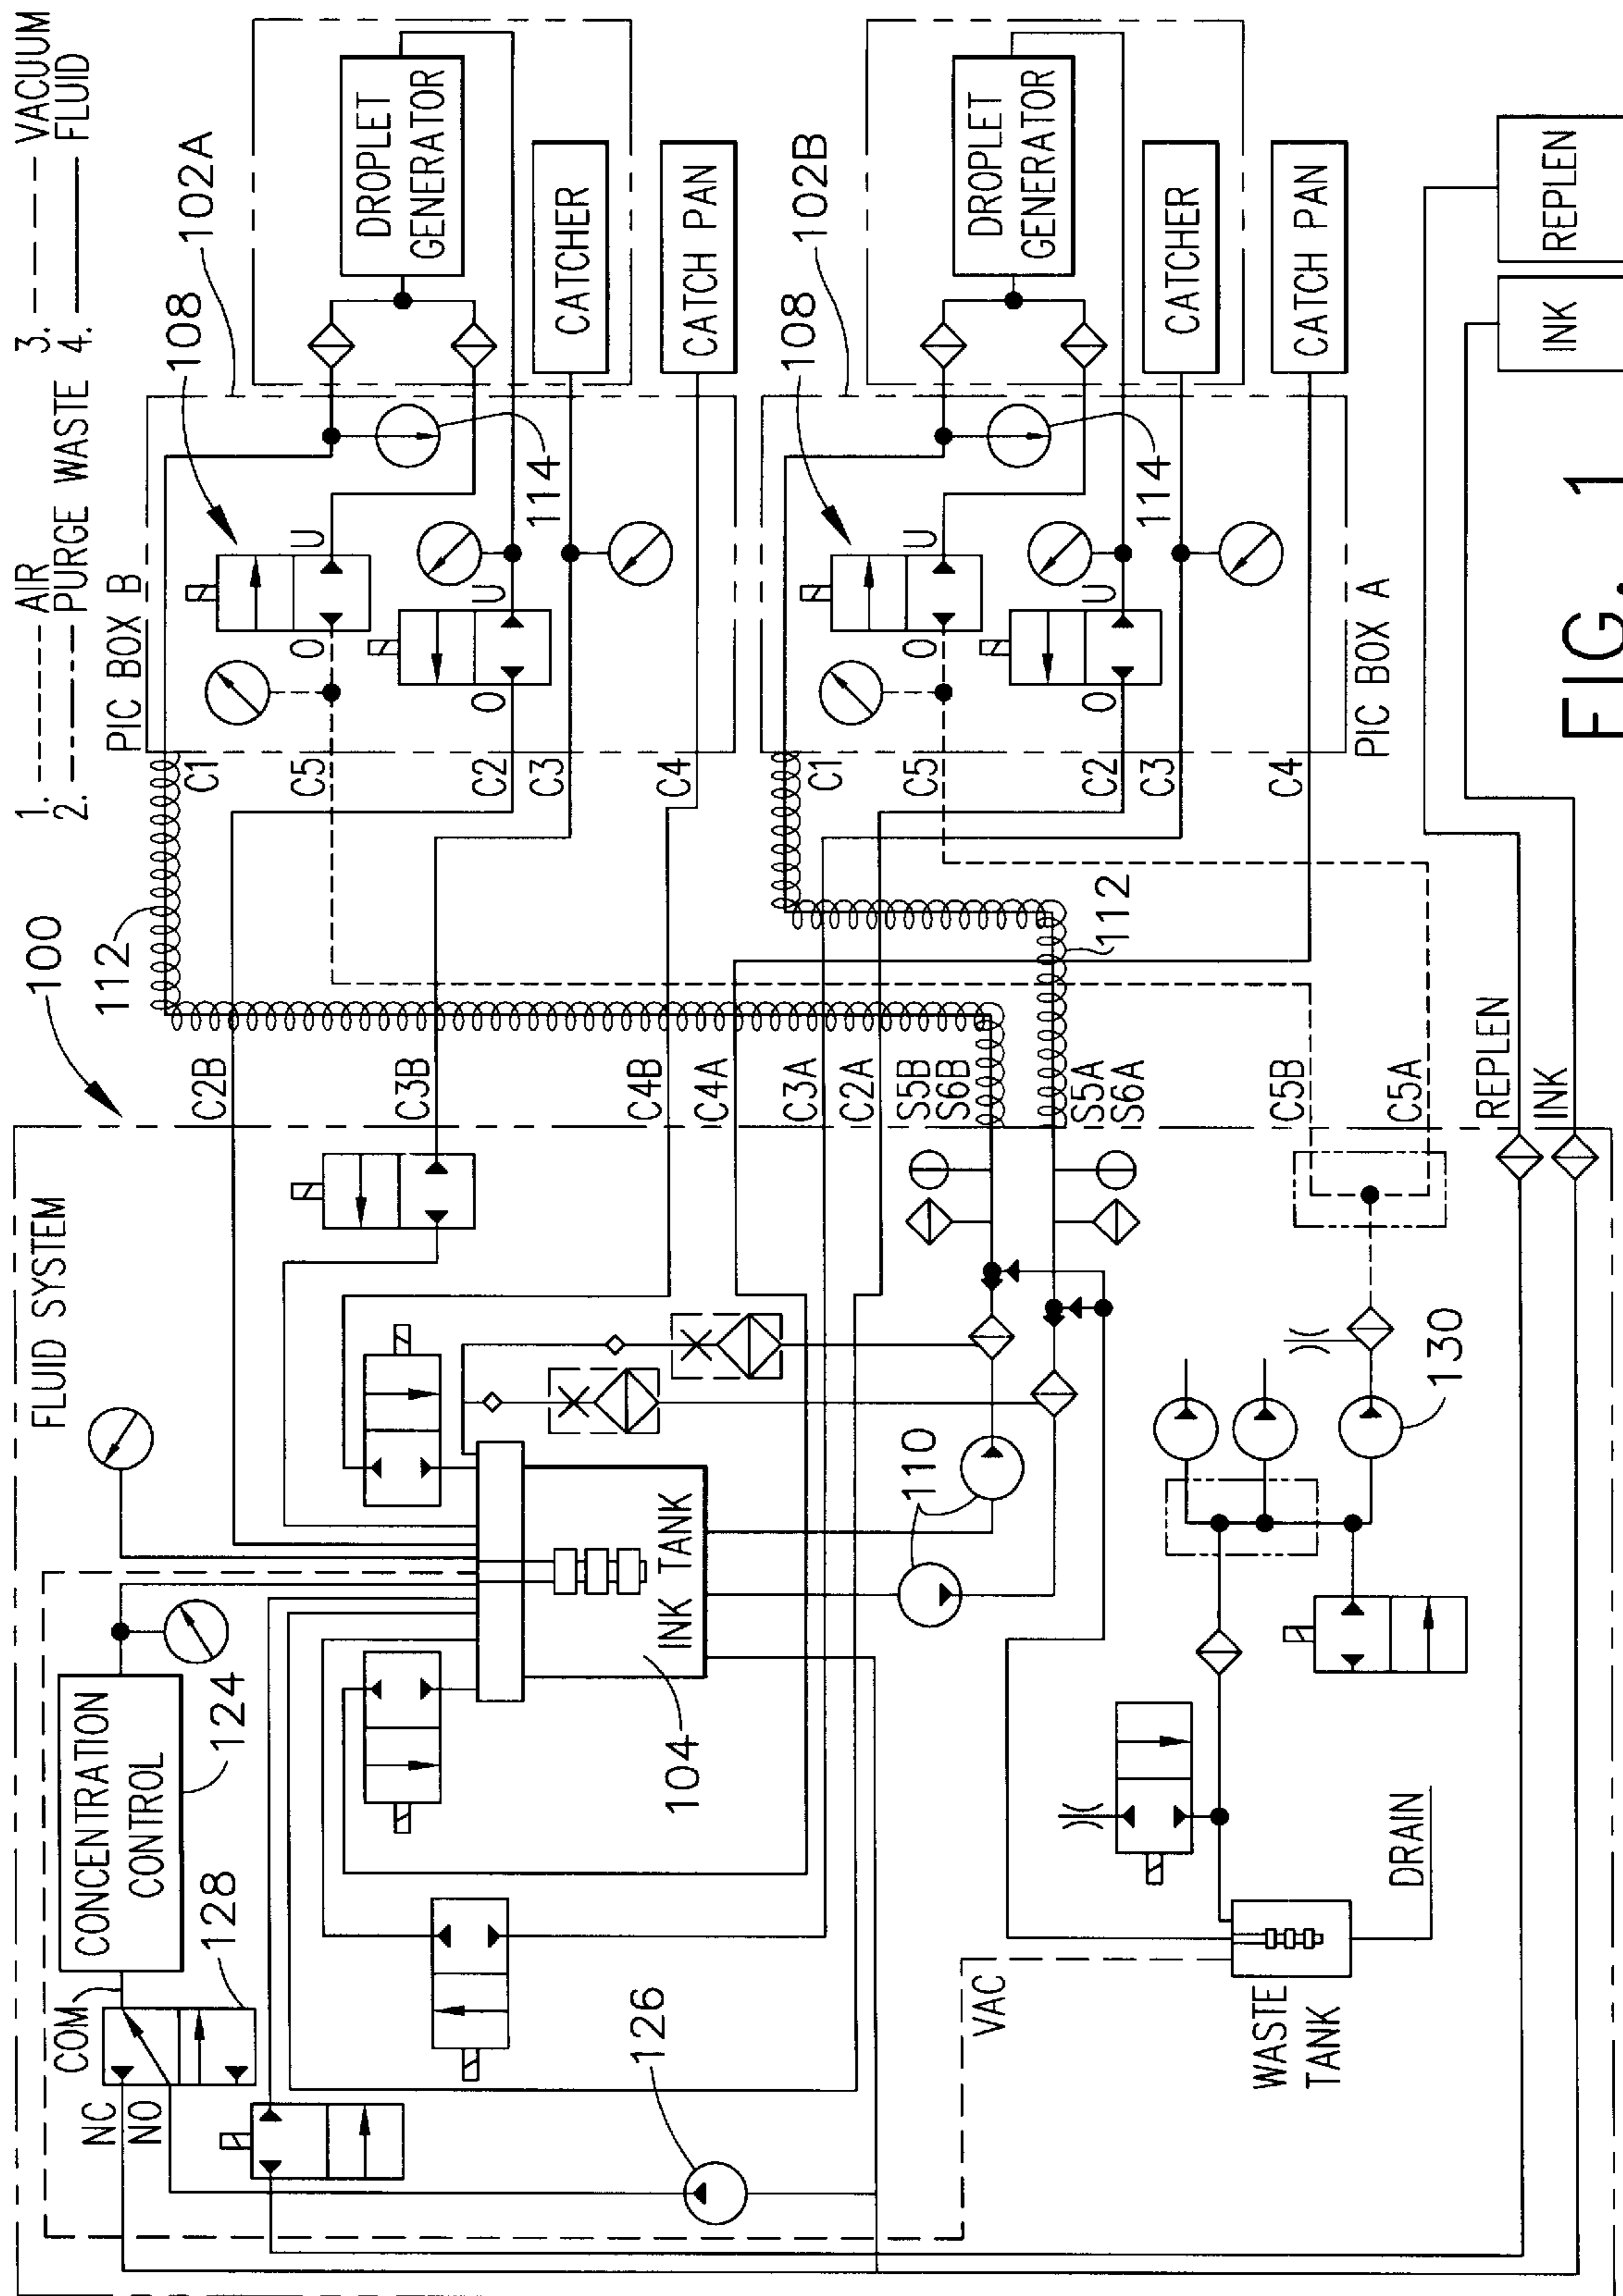 1. AIR
2. PURGE WASTE
3. VACUUM
4. FLUID
100
FLUID SYSTEM
CONCENTRATION
CONTROL
124
COM
NC
NO
128
126
INK TANK
104
110
VAC
WASTE
TANK
DRAIN
130
C2B
C3B
C4B
C4A
C3A
C2A
S5B
S6B
S5A
S6A
C5B
C5A
REPLEN
INK
112
112
PIC BOX B
C1
C5
C2
C3
C4
O
U
O
U
108
102A
114
DROPLET
GENERATOR
CATCHER
CATCH PAN
C1
C5
C2
C3
C4
O
U
O
U
108
102B
114
PIC BOX A
DROPLET
GENERATOR
CATCHER
CATCH PAN
INK
REPLEN
FIG. 1